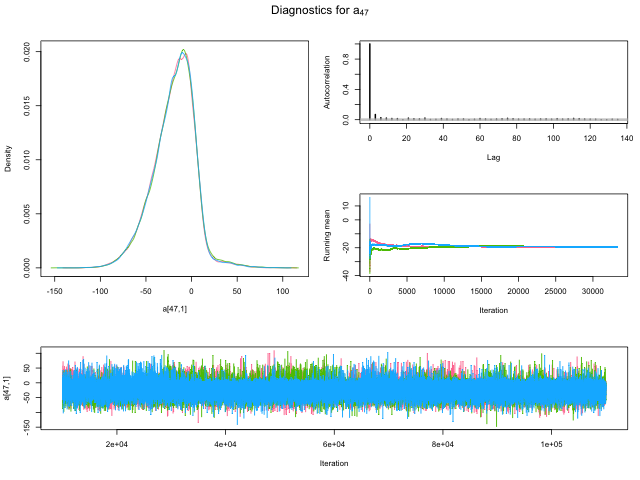 Diagnostics for a47
Density
0.000 0.005 0.010 0.015 0.020
-150 -100 -50 0 50 100
a[47,1]
Autocorrelation
0.0 0.4 0.8
0 20 40 60 80 100 120 140
Lag
Running mean
-40 -20 0 10
0 5000 10000 15000 20000 25000 30000
Iteration
a[47,1]
-150 -50 0 50
2e+04 4e+04 6e+04 8e+04 1e+05
Iteration